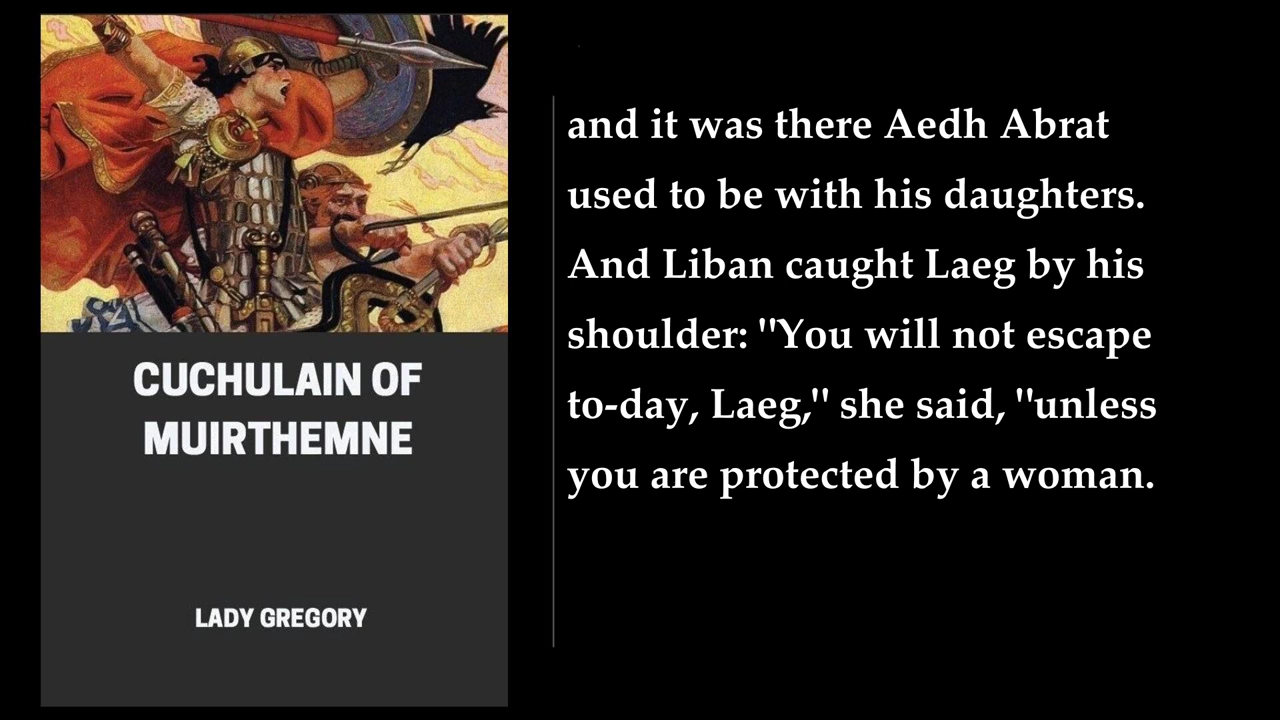 CUCHULAIN OF
MUIRTHEMNE
LADY GREGORY
and it was there Aedh Abrat
used to be with his daughters.
And Liban caught Laeg by his
shoulder: "You will not escape
to-day, Laeg," she said, "unless
you are protected by a woman.